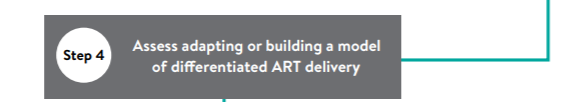 Step 4
Assess adapting or building a model
of differentiated ART delivery